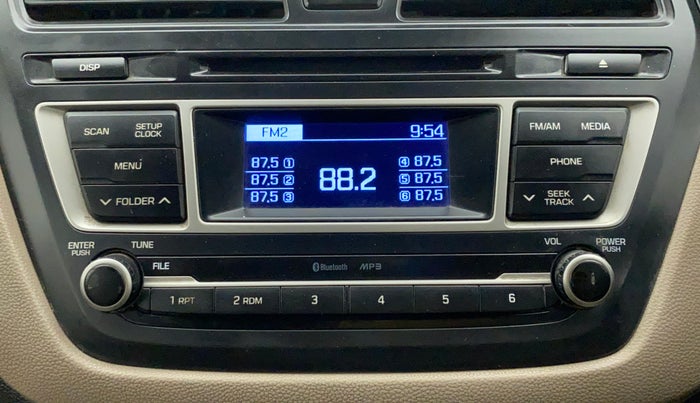 DISP
SCAN SETUP CLOCK
FM2 9:54
FM/AM MEDIA
MENU
87.5 1 88.2 4 87.5
87.5 2 5 87.5
87.5 3 6 87.5
PHONE
FOLDER
SEEK TRACK
ENTER PUSH TUNE
VOL POWER PUSH
FILE
Bluetooth MP3
1 RPT 2 RDM 3 4 5 6